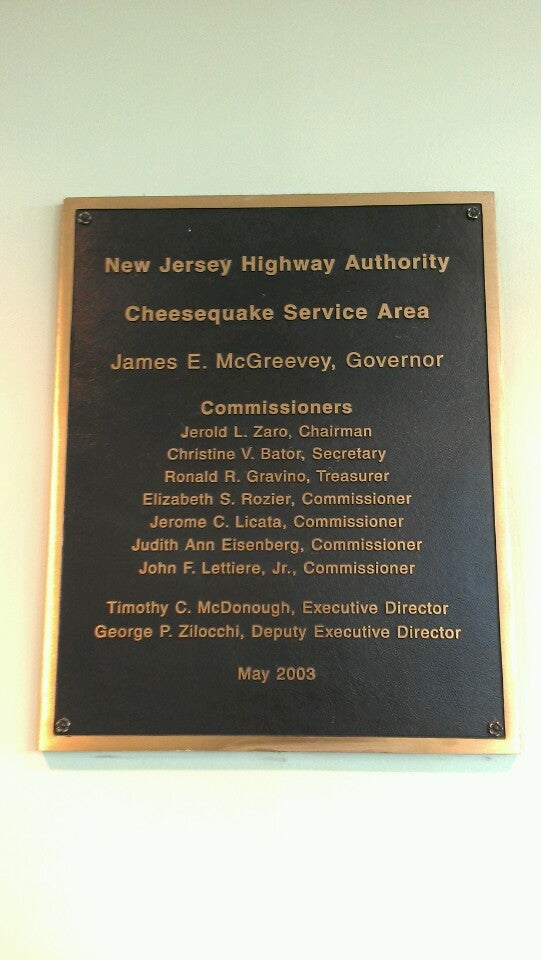 New Jersey Highway Authority
Cheesequake Service Area
James E. McGreevey, Governor
Commissioners
Jerold L. Zaro, Chairman
Christine V. Bator, Secretary
Ronald R. Gravino, Treasurer
Elizabeth S. Rozier, Commissioner
Jerome C. Licata, Commissioner
Judith Ann Eisenberg, Commissioner
John F. Lettiere, Jr., Commissioner
Timothy C. McDonough, Executive Director
George P. Zilocchi, Deputy Executive Director
May 2003